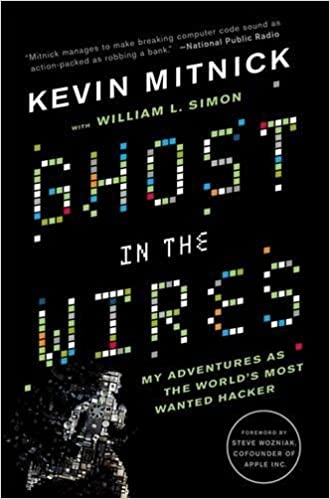 "Mitnick manages to make breaking computer code sound as
action-packed as robbing a bank." —National Public Radio
KEVIN MITNICK
WITH WILLIAM L. SIMON
GHOST
IN THE
WIRES
MY ADVENTURES AS
THE WORLD'S MOST
WANTED HACKER
FOREWORD BY
STEVE WOZNIAK,
COFOUNDER OF
APPLE INC.